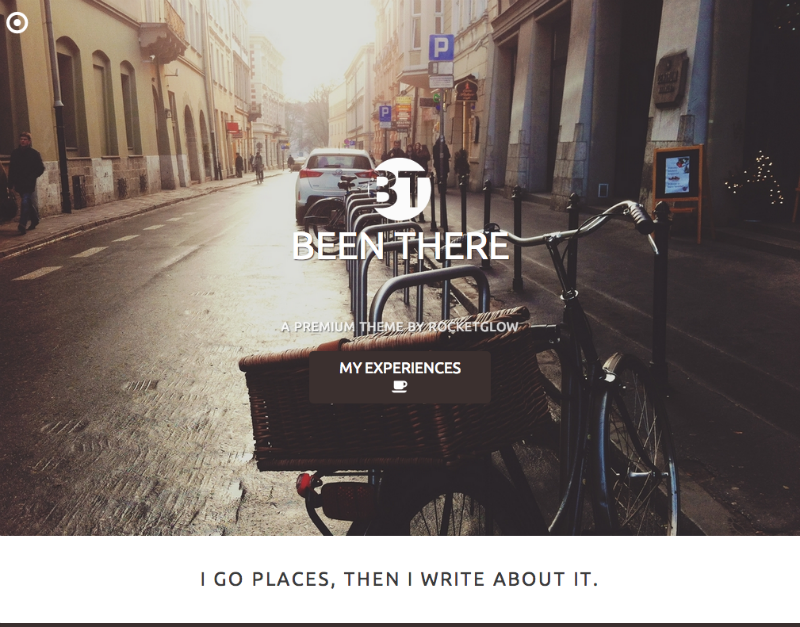 P
P
BT
BEEN THERE
A PREMIUM THEME BY ROCKETGLOW
MY EXPERIENCES
I GO PLACES, THEN I WRITE ABOUT IT.